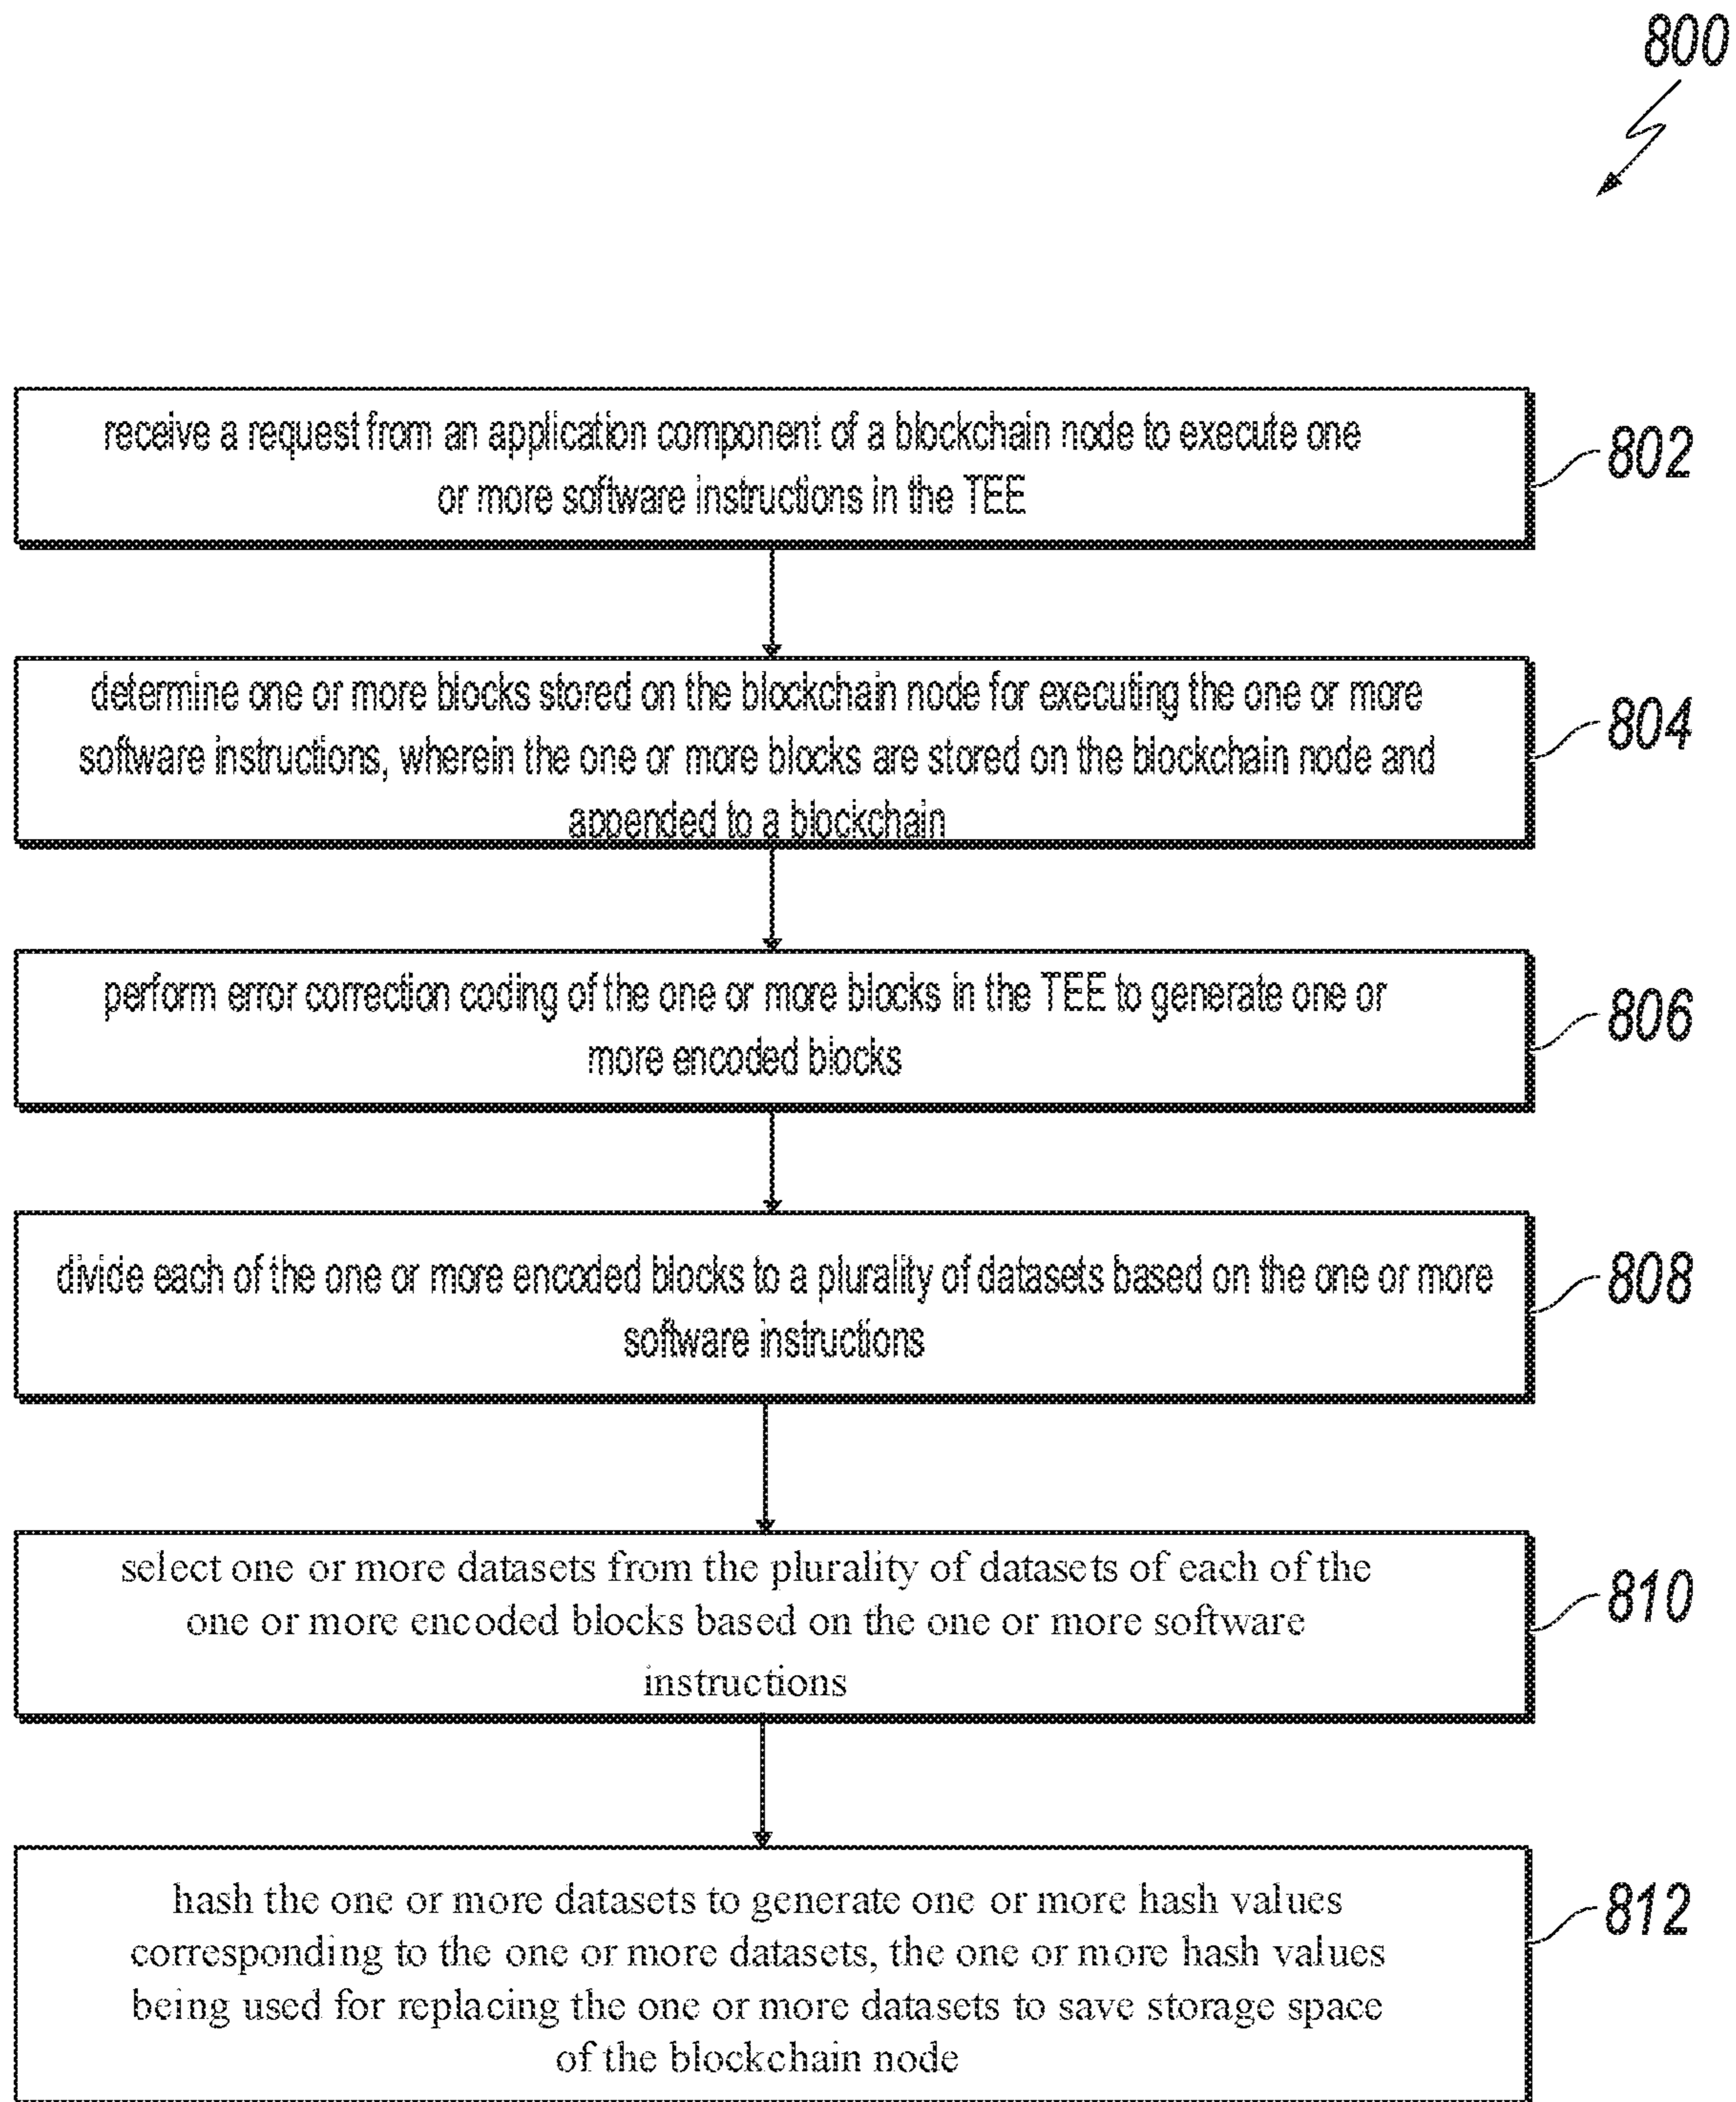 800
receive a request from an application component of a blockchain node to execute one
or more software instructions in the TEE
802
determine one or more blocks stored on the blockchain node for executing the one or more
software instructions, wherein the one or more blocks are stored on the blockchain node and
appended to a blockchain
804
perform error correction coding of the one or more blocks in the TEE to generate one or
more encoded blocks
806
divide each of the one or more encoded blocks to a plurality of datasets based on the one or more
software instructions
808
select one or more datasets from the plurality of datasets of each of the
one or more encoded blocks based on the one or more software
instructions
810
hash the one or more datasets to generate one or more hash values
corresponding to the one or more datasets, the one or more hash values
being used for replacing the one or more datasets to save storage space
of the blockchain node
812